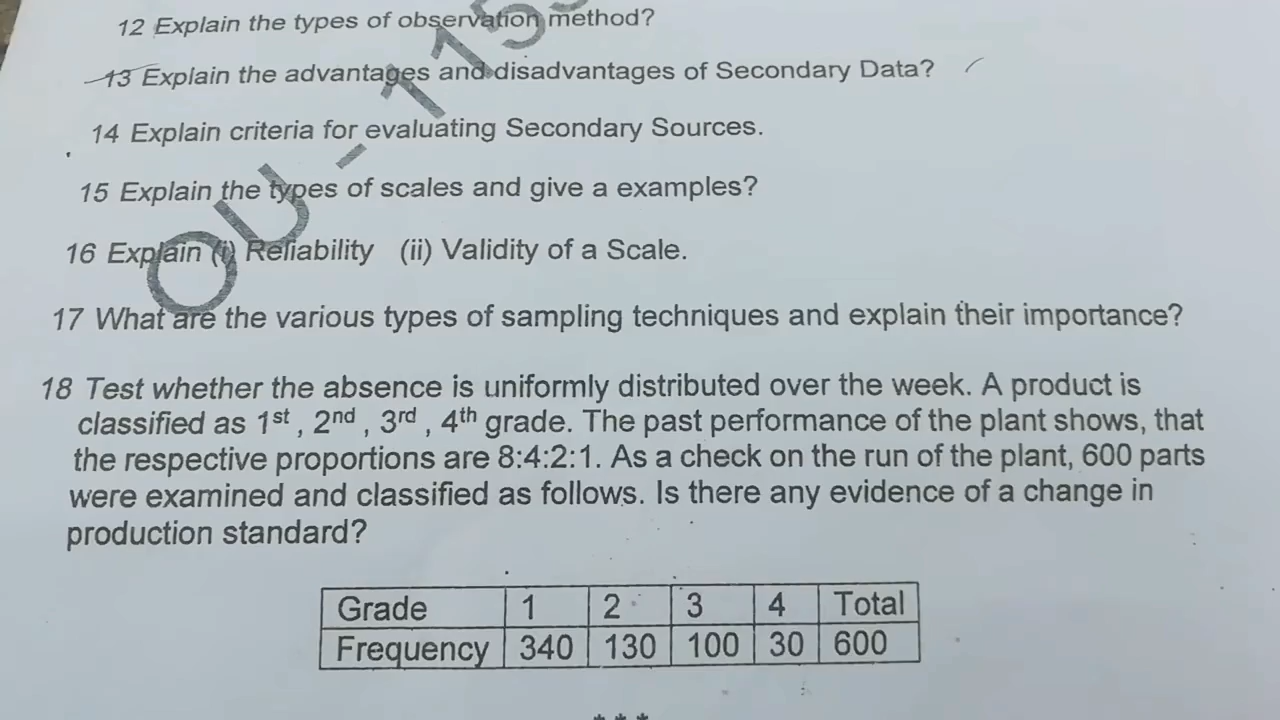 12 Explain the types of observation method?
13 Explain the advantages and disadvantages of Secondary Data?
14 Explain criteria for evaluating Secondary Sources.
15 Explain the types of scales and give a examples?
16 Explain (i) Reliability (ii) Validity of a Scale.
17 What are the various types of sampling techniques and explain their importance?
18 Test whether the absence is uniformly distributed over the week. A product is
classified as 1st, 2nd, 3rd, 4th grade. The past performance of the plant shows, that
the respective proportions are 8:4:2:1. As a check on the run of the plant, 600 parts
were examined and classified as follows. Is there any evidence of a change in
production standard?
Grade 1 2 3 4 Total
Frequency 340 130 100 30 600
***
OU - 115